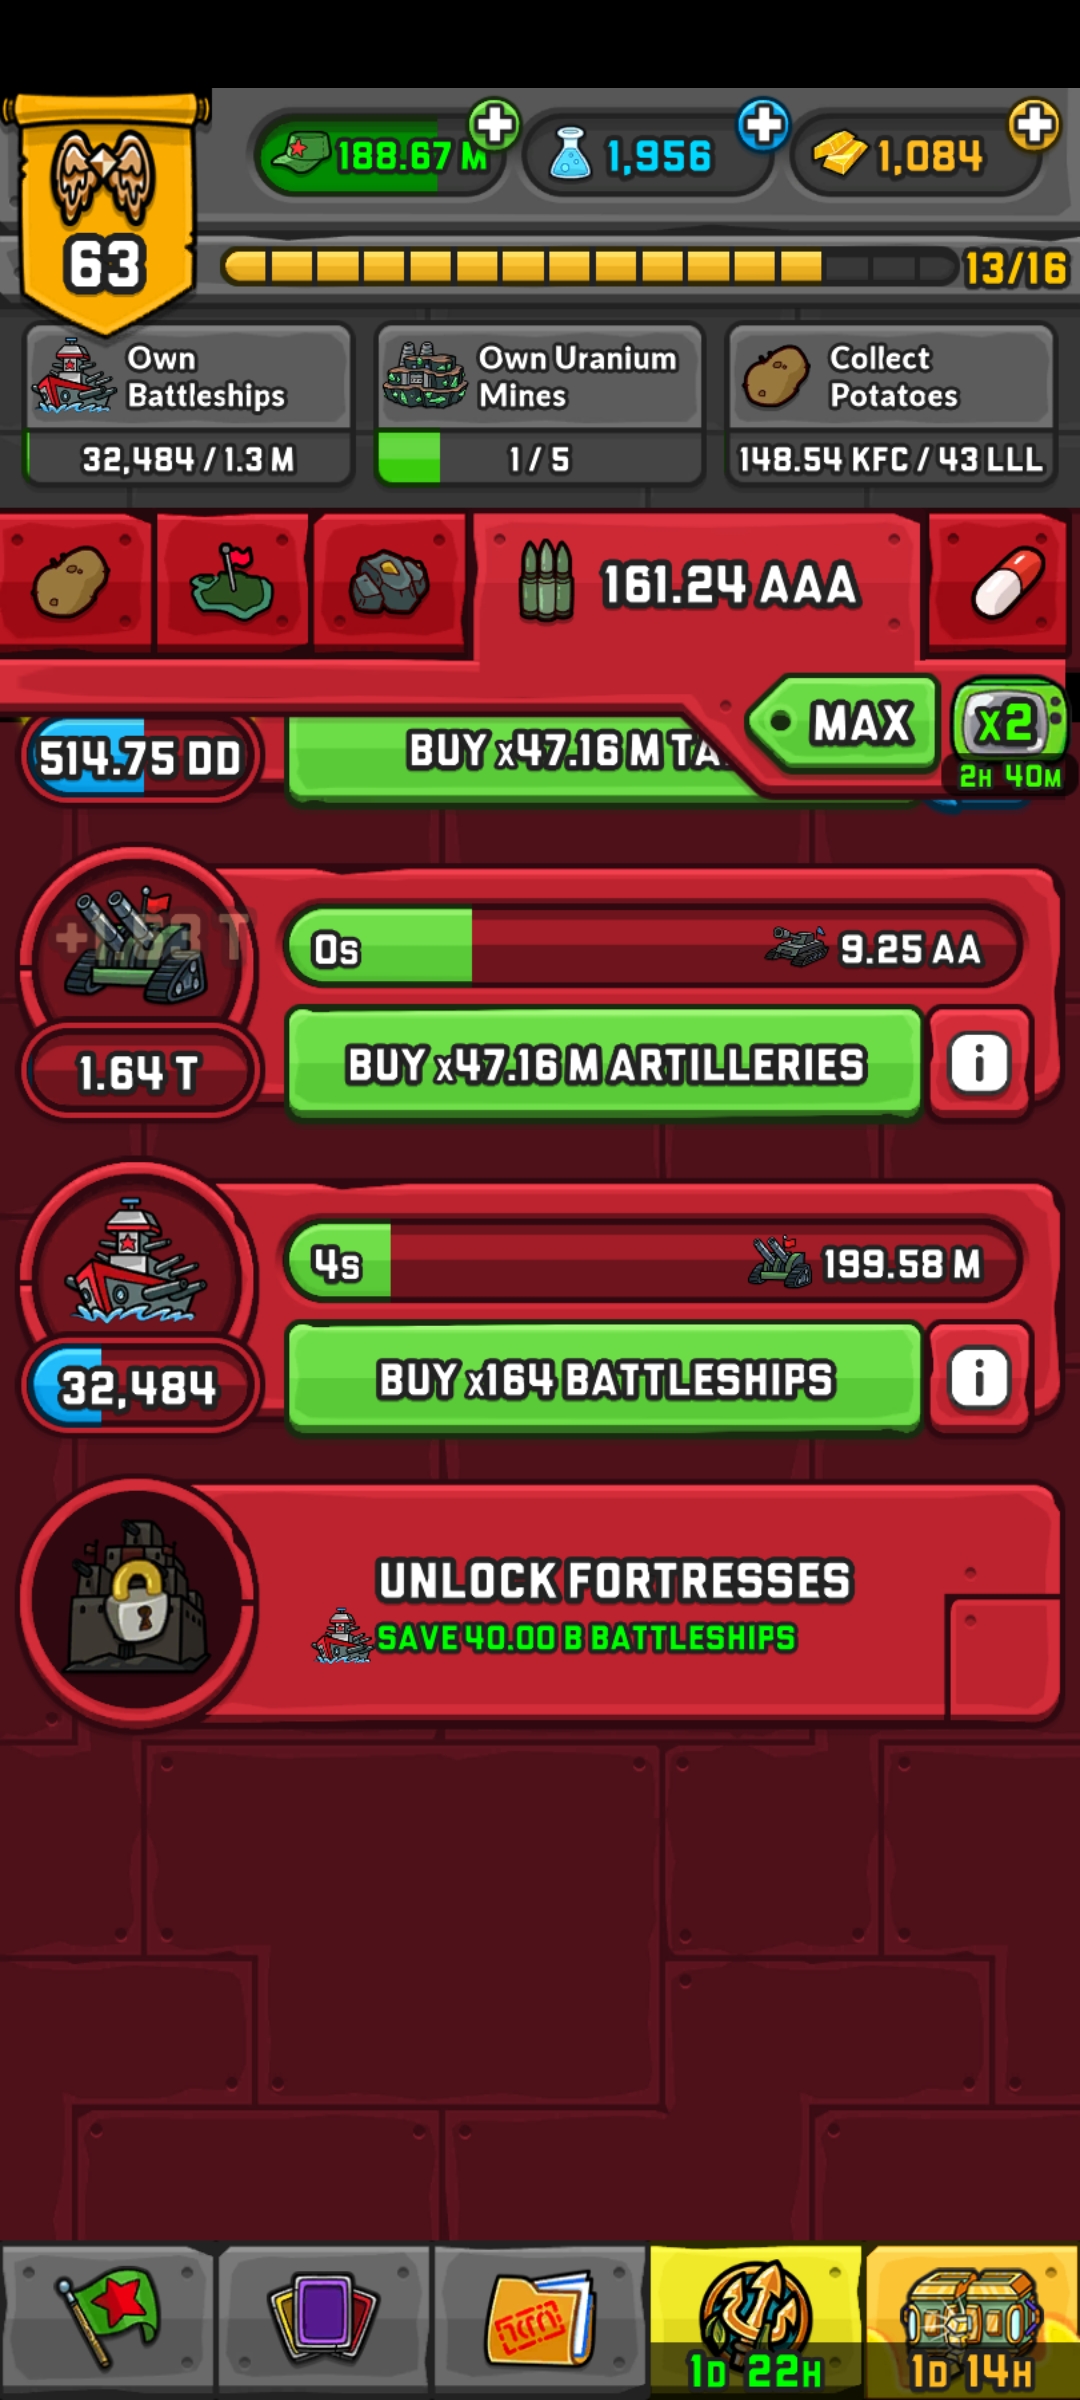 188.67 M
1,956
1,084
63
13/16
Own
Battleships
32,484 / 1.3 M
Own Uranium
Mines
1 / 5
Collect
Potatoes
148.54 KFC / 43 LLL
161.24 AAA
MAX
x2
2H 40M
514.75 DD
BUY x47.16 M TA
0s
9.25 AA
1.64 T
BUY x47.16 M ARTILLERIES
i
4s
199.58 M
32,484
BUY x164 BATTLESHIPS
i
UNLOCK FORTRESSES
SAVE 40.00 B BATTLESHIPS
1D 22H
1D 14H